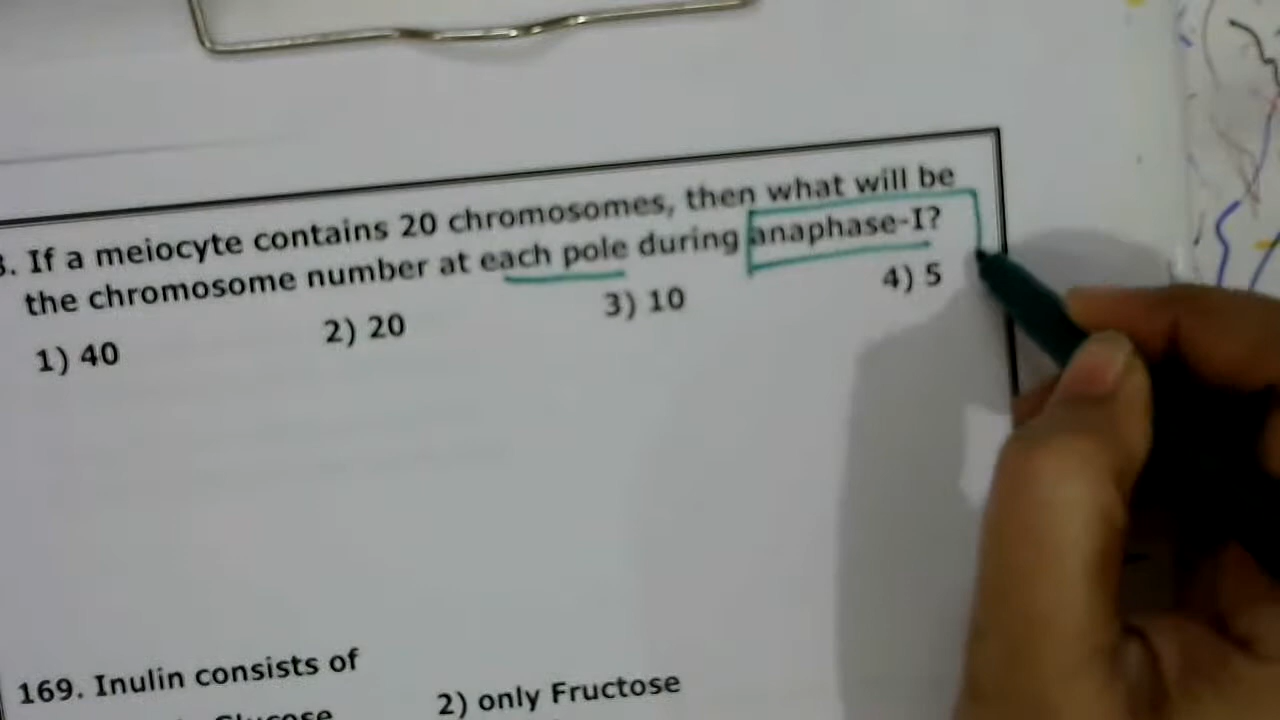 . If a meiocyte contains 20 chromosomes, then what will be
the chromosome number at each pole during anaphase-I?
1) 40 2) 20 3) 10 4) 5
169. Inulin consists of
Glucose 2) only Fructose